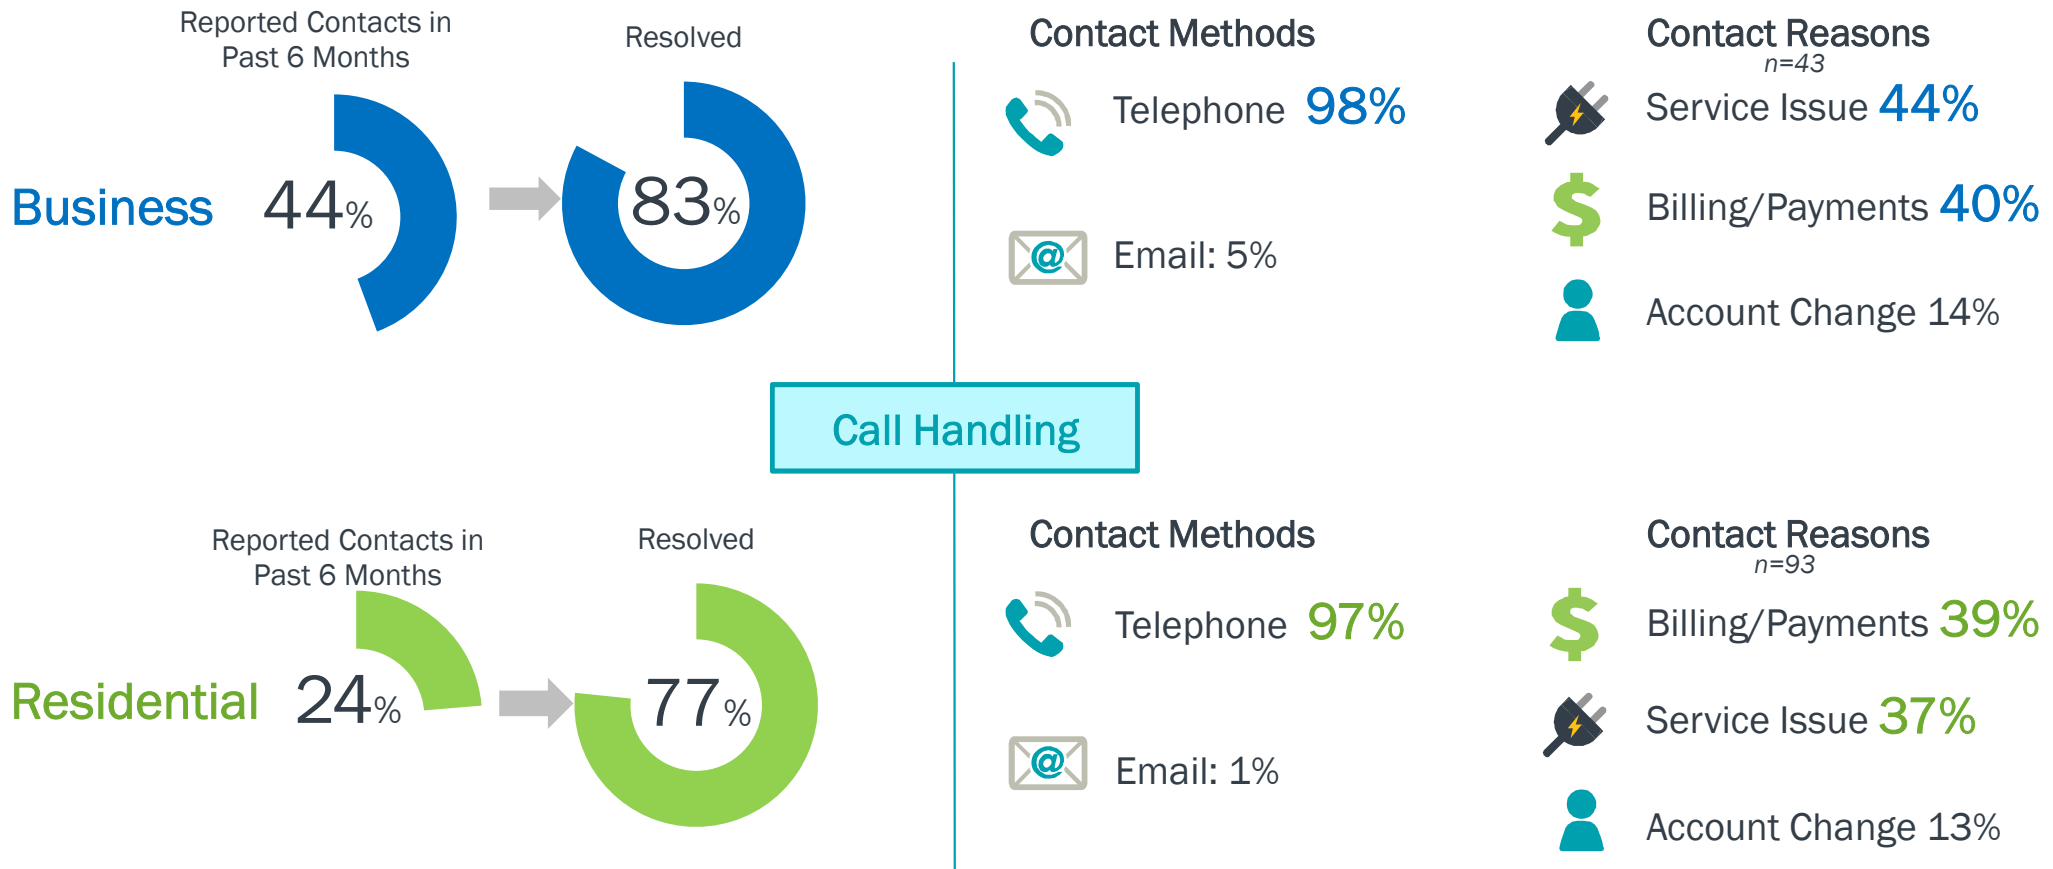 Reported Contacts in
Past 6 Months
Resolved
Business
44%
83%
Contact Methods
Telephone 98%
@
Email: 5%
Contact Reasons
n=43
Service Issue 44%
$
Billing/Payments 40%
Account Change 14%
Call Handling
Reported Contacts in
Past 6 Months
Resolved
Residential
24%
77%
Contact Methods
Telephone 97%
@
Email: 1%
Contact Reasons
n=93
$
Billing/Payments 39%
Service Issue 37%
Account Change 13%